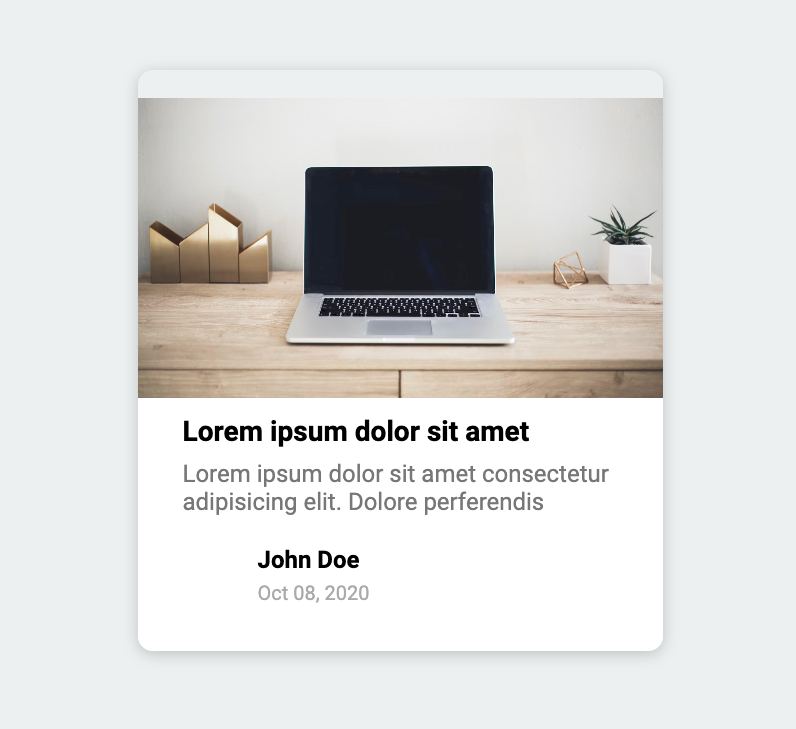 Lorem ipsum dolor sit amet
Lorem ipsum dolor sit amet consectetur
adipisicing elit. Dolore perferendis
John Doe
Oct 08, 2020